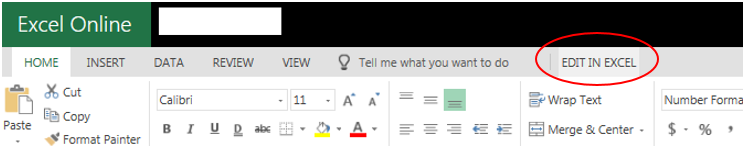 Excel Online
HOME INSERT DATA REVIEW VIEW Tell me what you want to do EDIT IN EXCEL
Cut
Copy
Format Painter
Paste
Calibri 11 A A
B I U D abc A
Wrap Text
Merge & Center
Number Forma
$ % ,